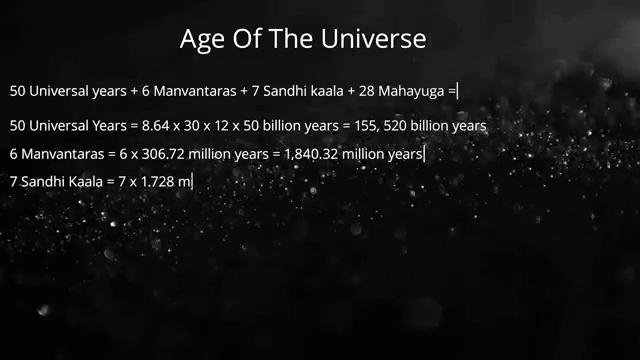 Age Of The Universe
50 Universal years + 6 Manvantaras + 7 Sandhi kaala + 28 Mahayuga =
50 Universal Years = 8.64 x 30 x 12 x 50 billion years = 155, 520 billion years
6 Manvantaras = 6 x 306.72 million years = 1,840.32 million years
7 Sandhi Kaala = 7 x 1.728 m